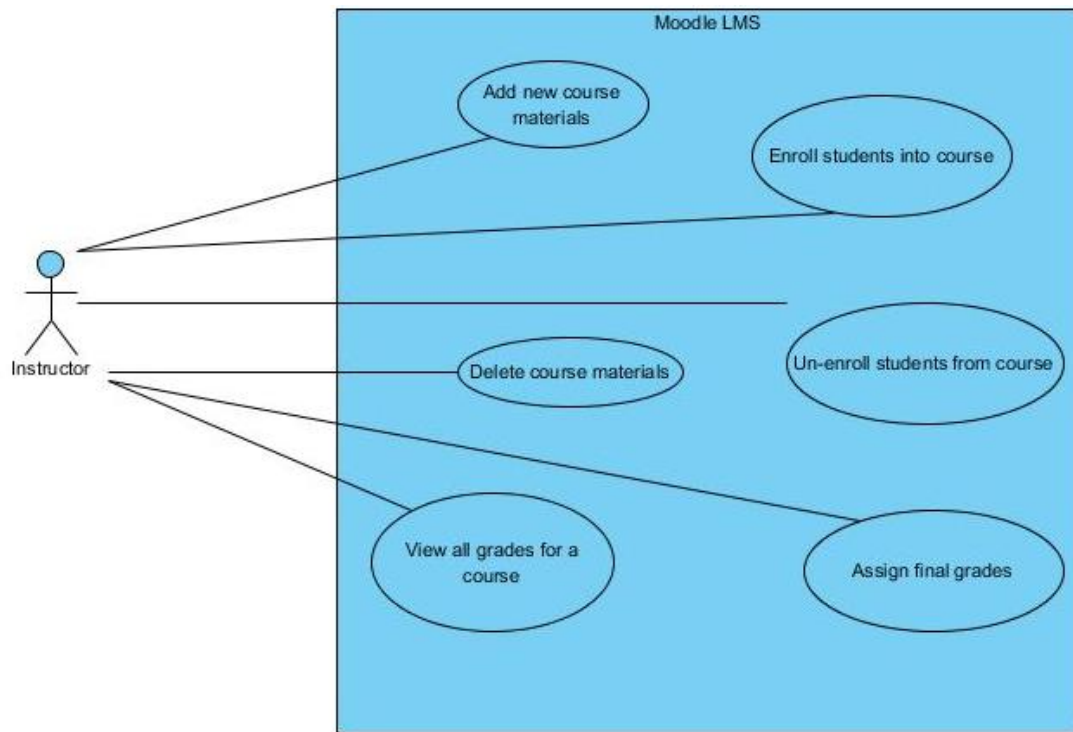 Moodle LMS
Add new course
materials
Enroll students into course
Instructor
Delete course materials
Un-enroll students from course
View all grades for a
course
Assign final grades